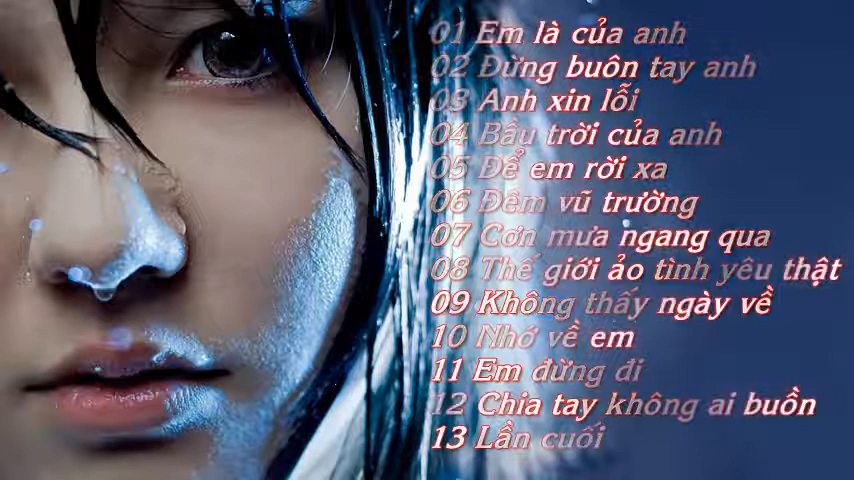 01 Em là của anh
02 Đừng buôn tay anh
03 Anh xin lỗi
04 Bầu trời của anh
05 Để em rời xa
06 Đêm vũ trường
07 Cơn mưa ngang qua
08 Thế giới ảo tình yêu thật
09 Không thấy ngày về
10 Nhớ về em
11 Em đừng đi
12 Chia tay không ai buồn
13 Lần cuối